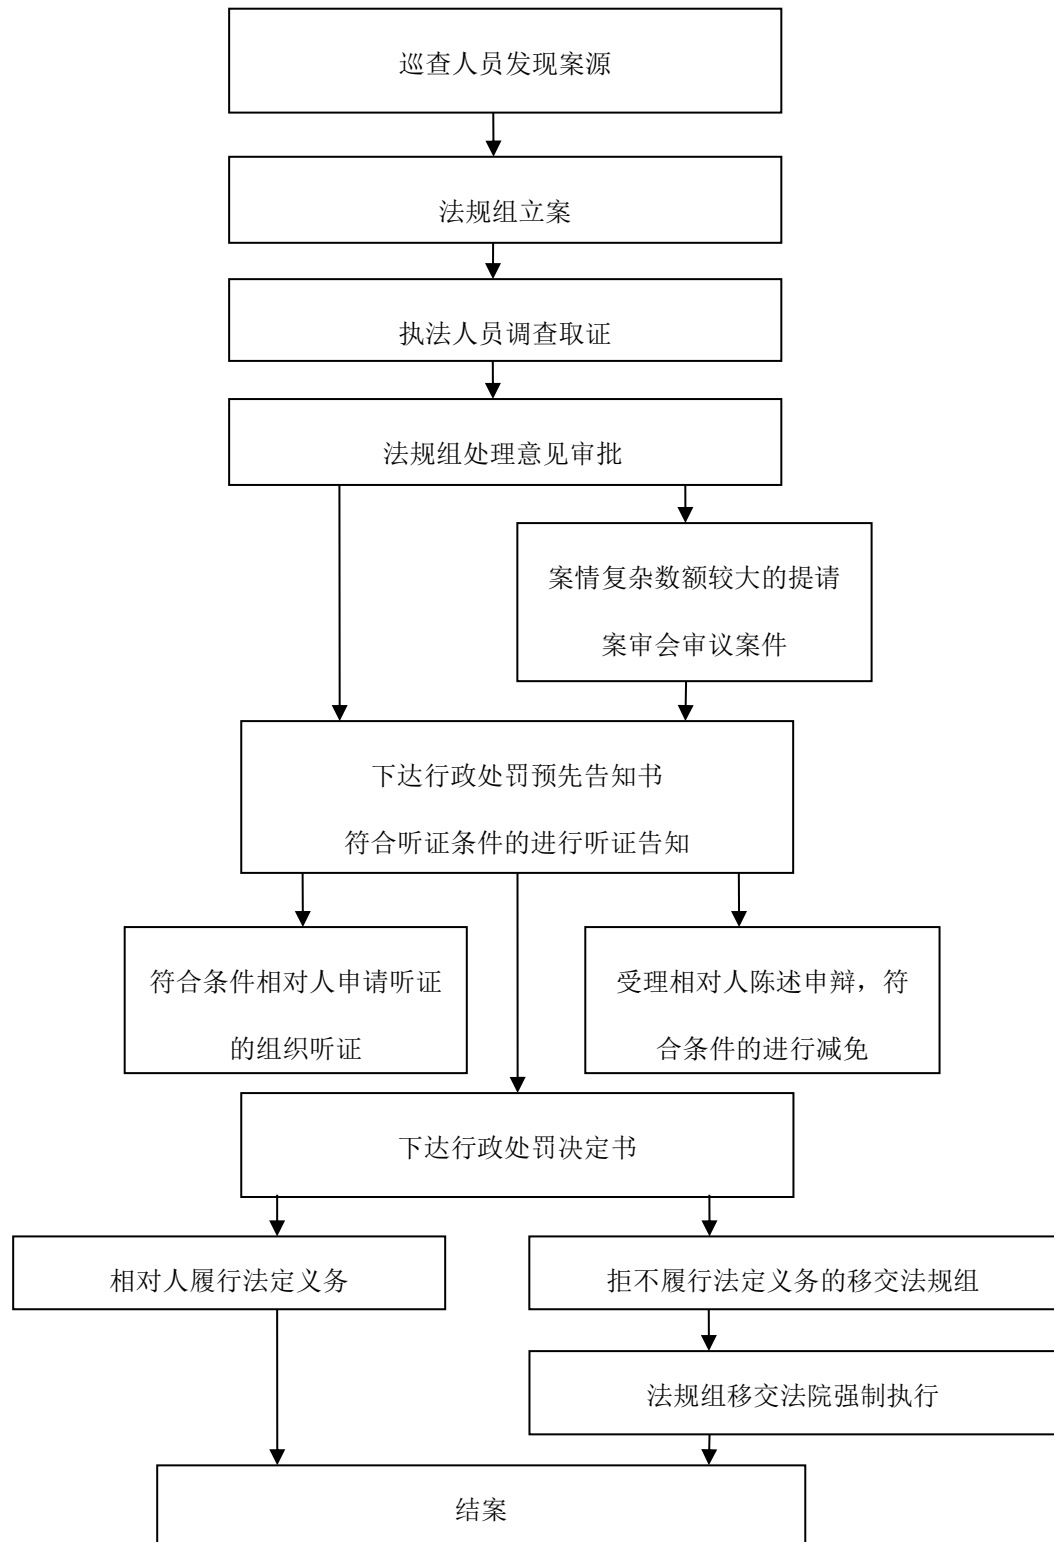 巡查人员发现案源
法规组立案
执法人员调查取证
法规组处理意见审批
案情复杂数额较大的提请
案审会审议案件
下达行政处罚预先告知书
符合听证条件的进行听证告知
符合条件相对人申请听证
的组织听证
受理相对人陈述申辩，符
合条件的进行减免
下达行政处罚决定书
相对人履行法定义务
拒不履行法定义务的移交法规组
法规组移交法院强制执行
结案